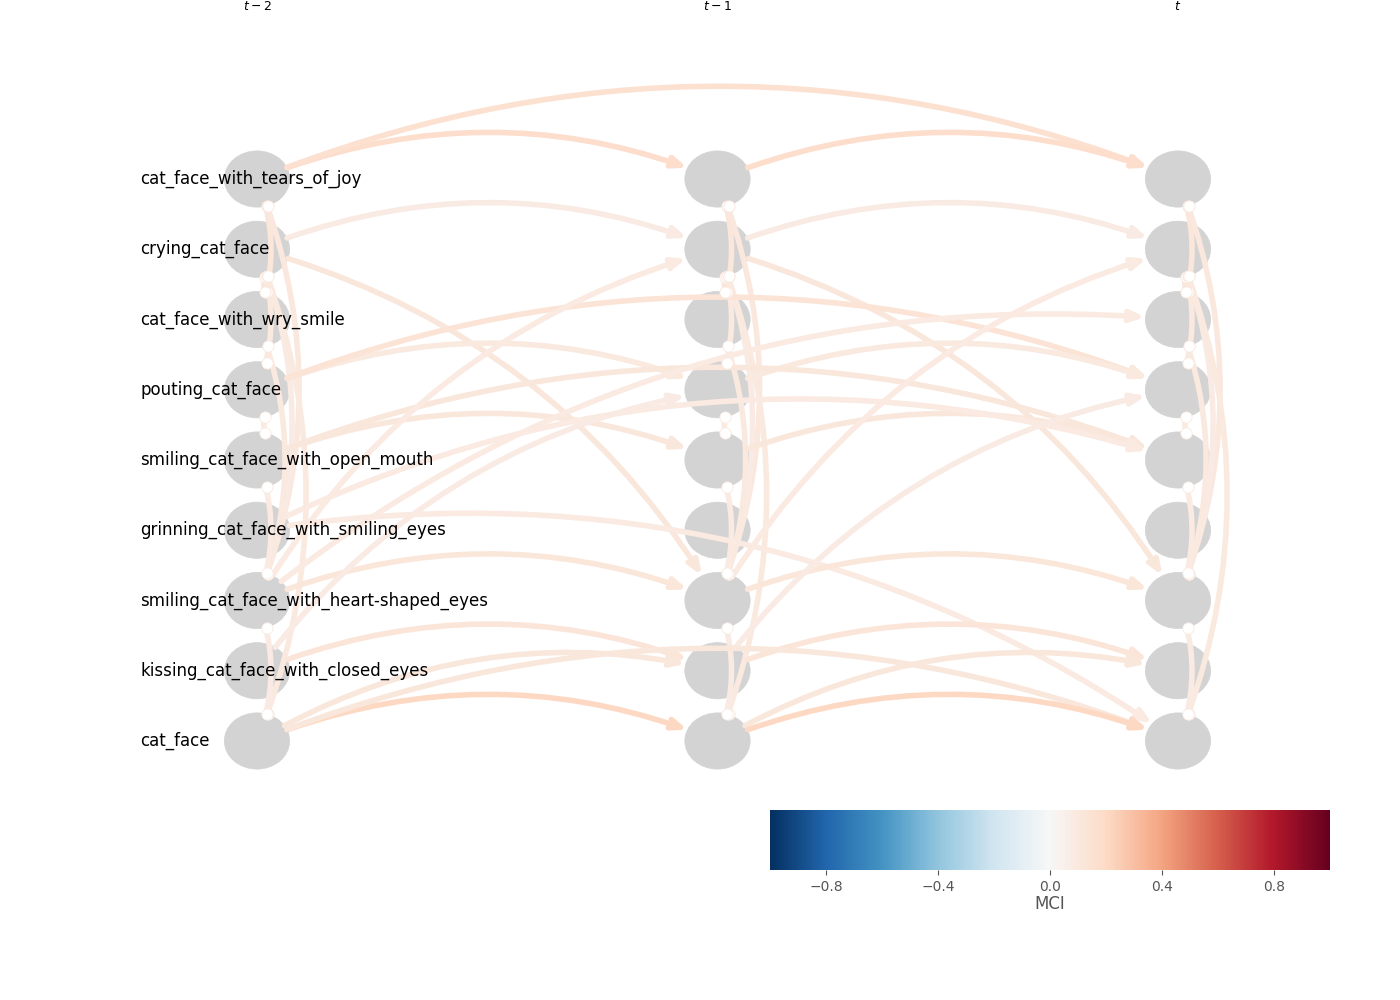 t − 2 t − 1 t
cat_face_with_tears_of_joy
crying_cat_face
cat_face_with_wry_smile
pouting_cat_face
smiling_cat_face_with_open_mouth
grinning_cat_face_with_smiling_eyes
smiling_cat_face_with_heart-shaped_eyes
kissing_cat_face_with_closed_eyes
cat_face
−0.8 −0.4 0.0 0.4 0.8
MCI